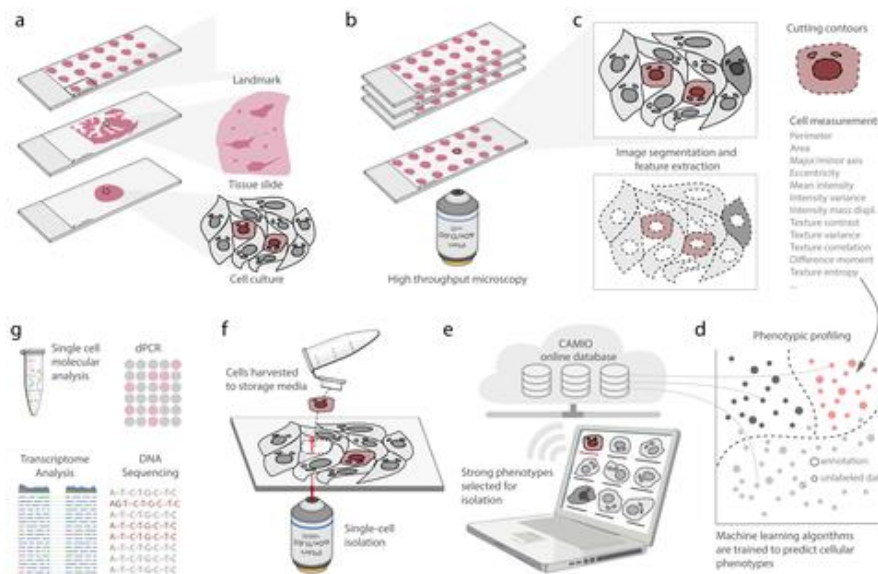 a
Landmark
Tissue slide
Cell culture
b
High throughput microscopy
c
Image segmentation and
feature extraction
Cutting contours
Cell measurement
Perimeter
Area
Major/minor axis
Eccentricity
Mean intensity
Intensity variance
Intensity mass displ.
Texture contrast
Texture variance
Texture correlation
Difference moment
Texture entropy
d
Phenotypic profiling
annotation
unlabeled dat
Machine learning algorithms
are trained to predict cellular
phenotypes
e
CAMIO
online database
Strong phenotypes
selected for
isolation
f
Cells harvested
to storage media
Single-cell
isolation
g
Single cell
molecular
analysis
dPCR
Transcriptome
Analysis
DNA
Sequencing
A-T-C-T-G-C-T-C
AG T-C-T-G-C-T-C
A-T-C-T-G-C-T-C
A-T-C-T-G-C-T-C
A-T-C-T-G-C-T-C
A-T-C-T-G-C-T-C
A-T-C-T-G-C-T-C